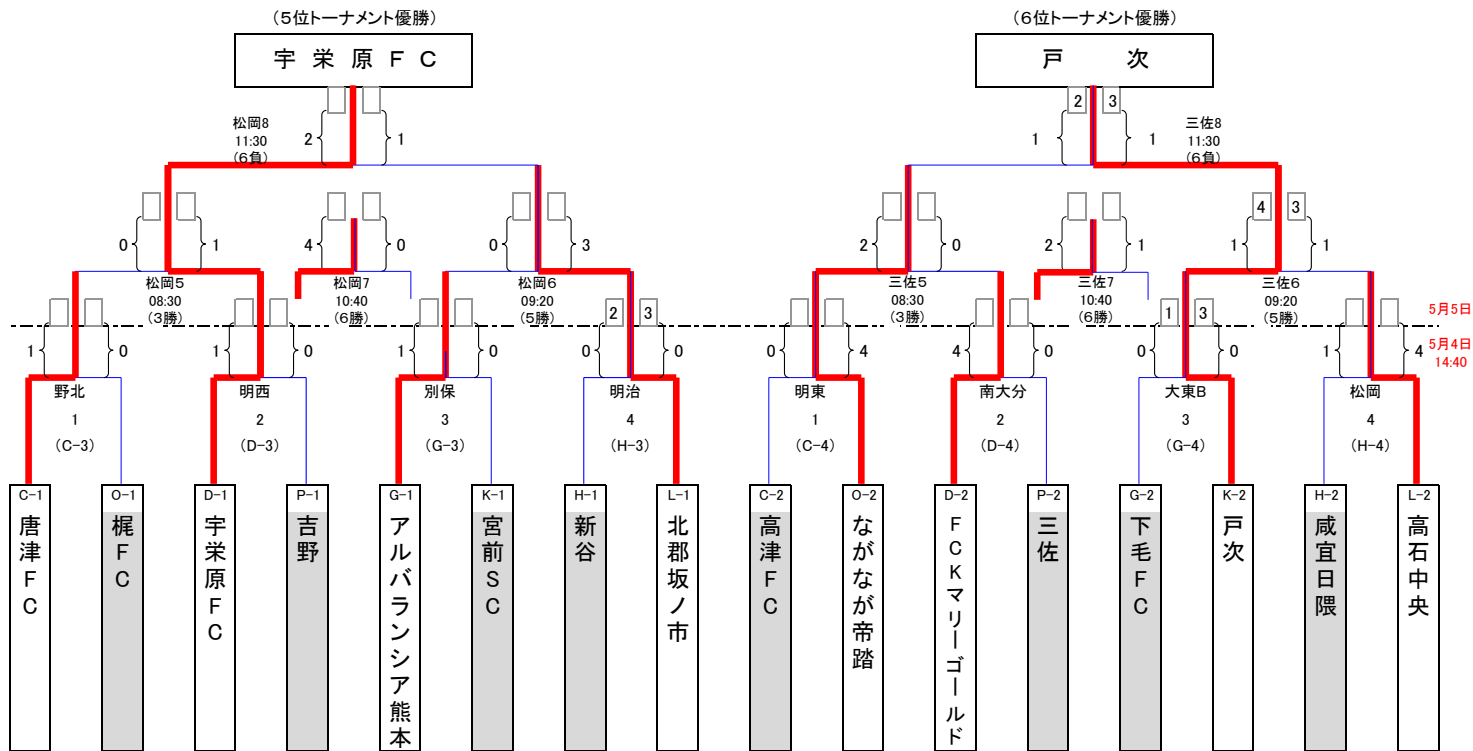 (5位トーナメント優勝)
(6位トーナメント優勝)
宇栄原FC
戸次
2 3
松岡8
11:30
(6負)
2 1
1 1
三佐8
11:30
(6負)
4 3
0 1
4 0
0 3
2 0
2 1
1 1
松岡5
08:30
(3勝)
松岡7
10:40
(6勝)
松岡6
09:20
(5勝)
三佐5
08:30
(3勝)
三佐7
10:40
(6勝)
三佐6
09:20
(5勝)
5月5日
2 3
1 3
5月4日
14:40
1 0
1 0
1 0
0 0
0 4
4 0
0 0
1 4
野北
1
(C-3)
明西
2
(D-3)
別保
3
(G-3)
明治
4
(H-3)
明東
1
(C-4)
南大分
2
(D-4)
大東B
3
(G-4)
松岡
4
(H-4)
C-1
唐津FC
O-1
梶FC
D-1
宇栄原FC
P-1
吉野
G-1
アルバランシア熊本
K-1
宮前SC
H-1
新谷
L-1
北郡坂ノ市
C-2
高津FC
O-2
ながなが帝踏
D-2
FCKマリーゴールド
P-2
三佐
G-2
下毛FC
K-2
戸次
H-2
咸宜日隈
L-2
高石中央